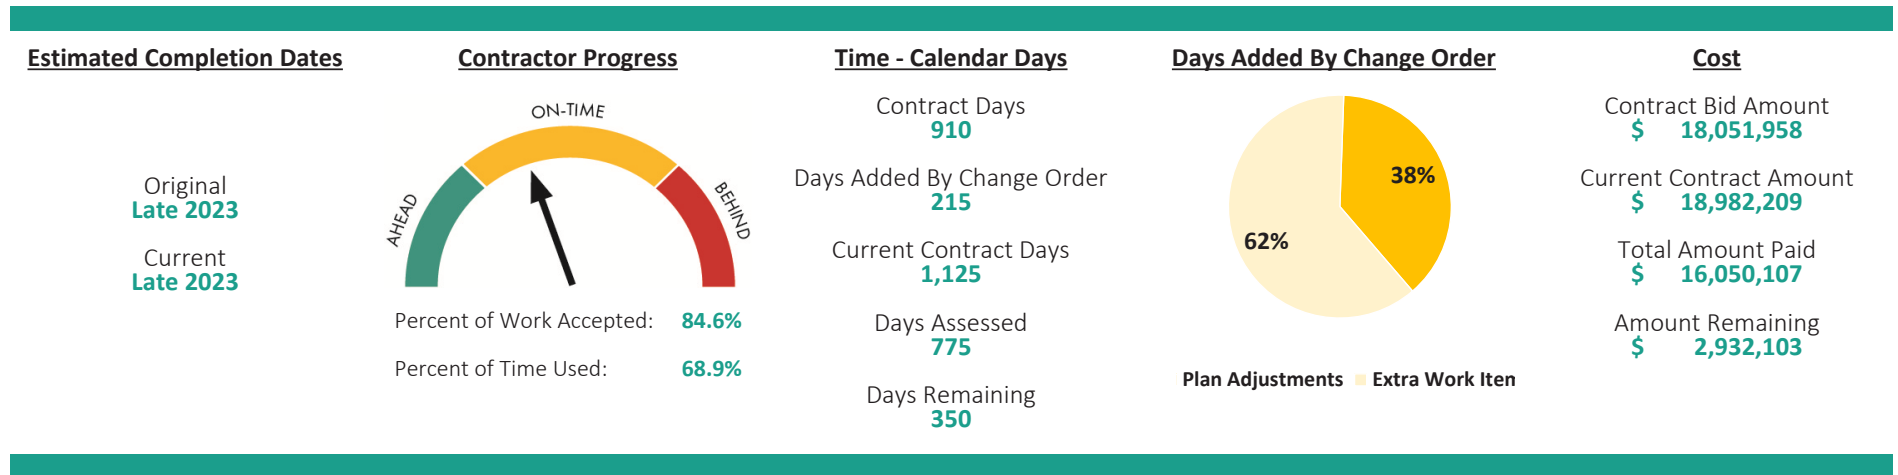 Estimated Completion Dates
Original
Late 2023
Current
Late 2023
Contractor Progress
AHEAD
ON-TIME
BEHIND
Percent of Work Accepted: 84.6%
Percent of Time Used: 68.9%
Time - Calendar Days
Contract Days
910
Days Added By Change Order
215
Current Contract Days
1,125
Days Assessed
775
Days Remaining
350
Days Added By Change Order
38%
62%
Plan Adjustments Extra Work Iten
Cost
Contract Bid Amount
$ 18,051,958
Current Contract Amount
$ 18,982,209
Total Amount Paid
$ 16,050,107
Amount Remaining
$ 2,932,103